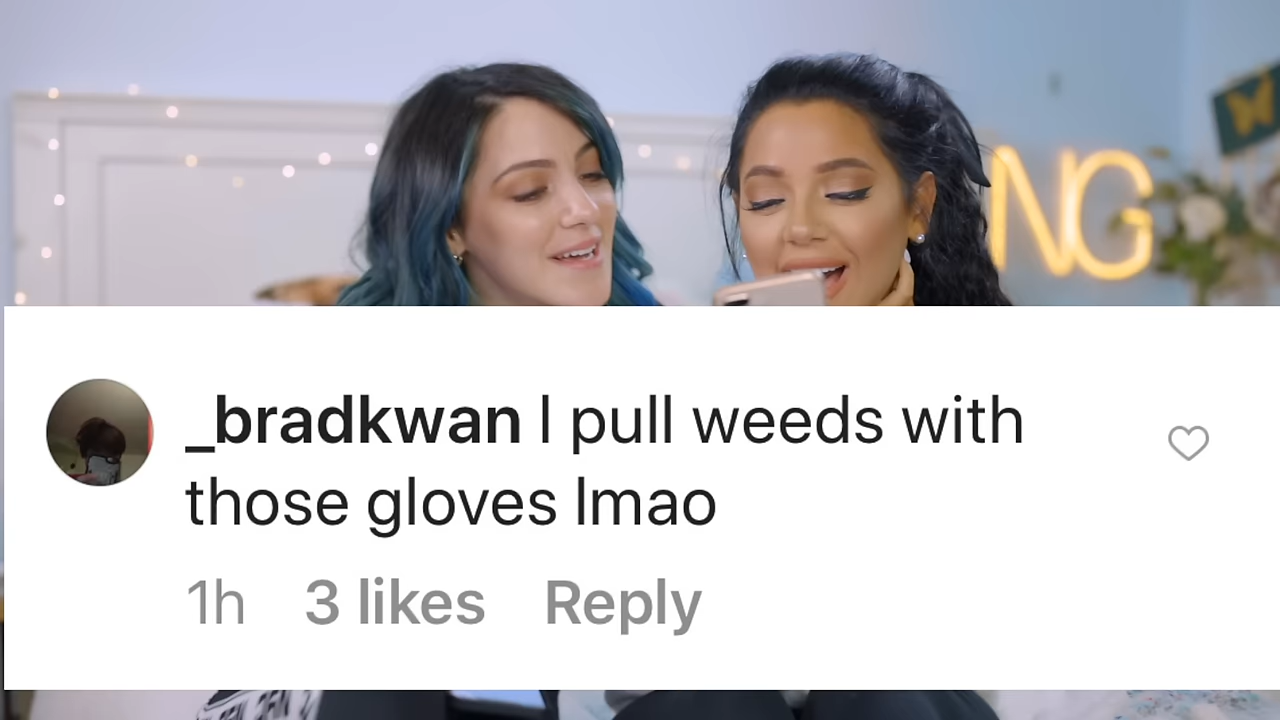 NG
_bradkwan I pull weeds with
those gloves lmao
1h 3 likes Reply